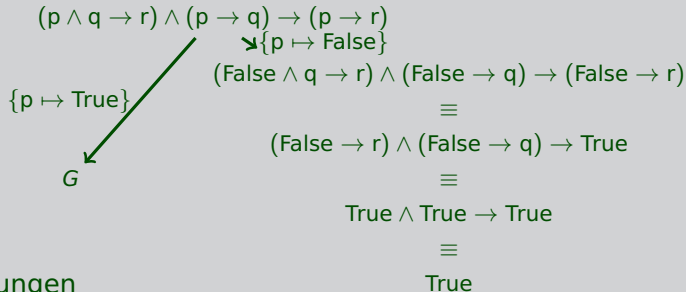 (p ∧ q → r) ∧ (p → q) → (p → r)
{p ↦ False}
(False ∧ q → r) ∧ (False → q) → (False → r)
{p ↦ True}
≡
(False → r) ∧ (False → q) → True
≡
G
True ∧ True → True
≡
ungen
True